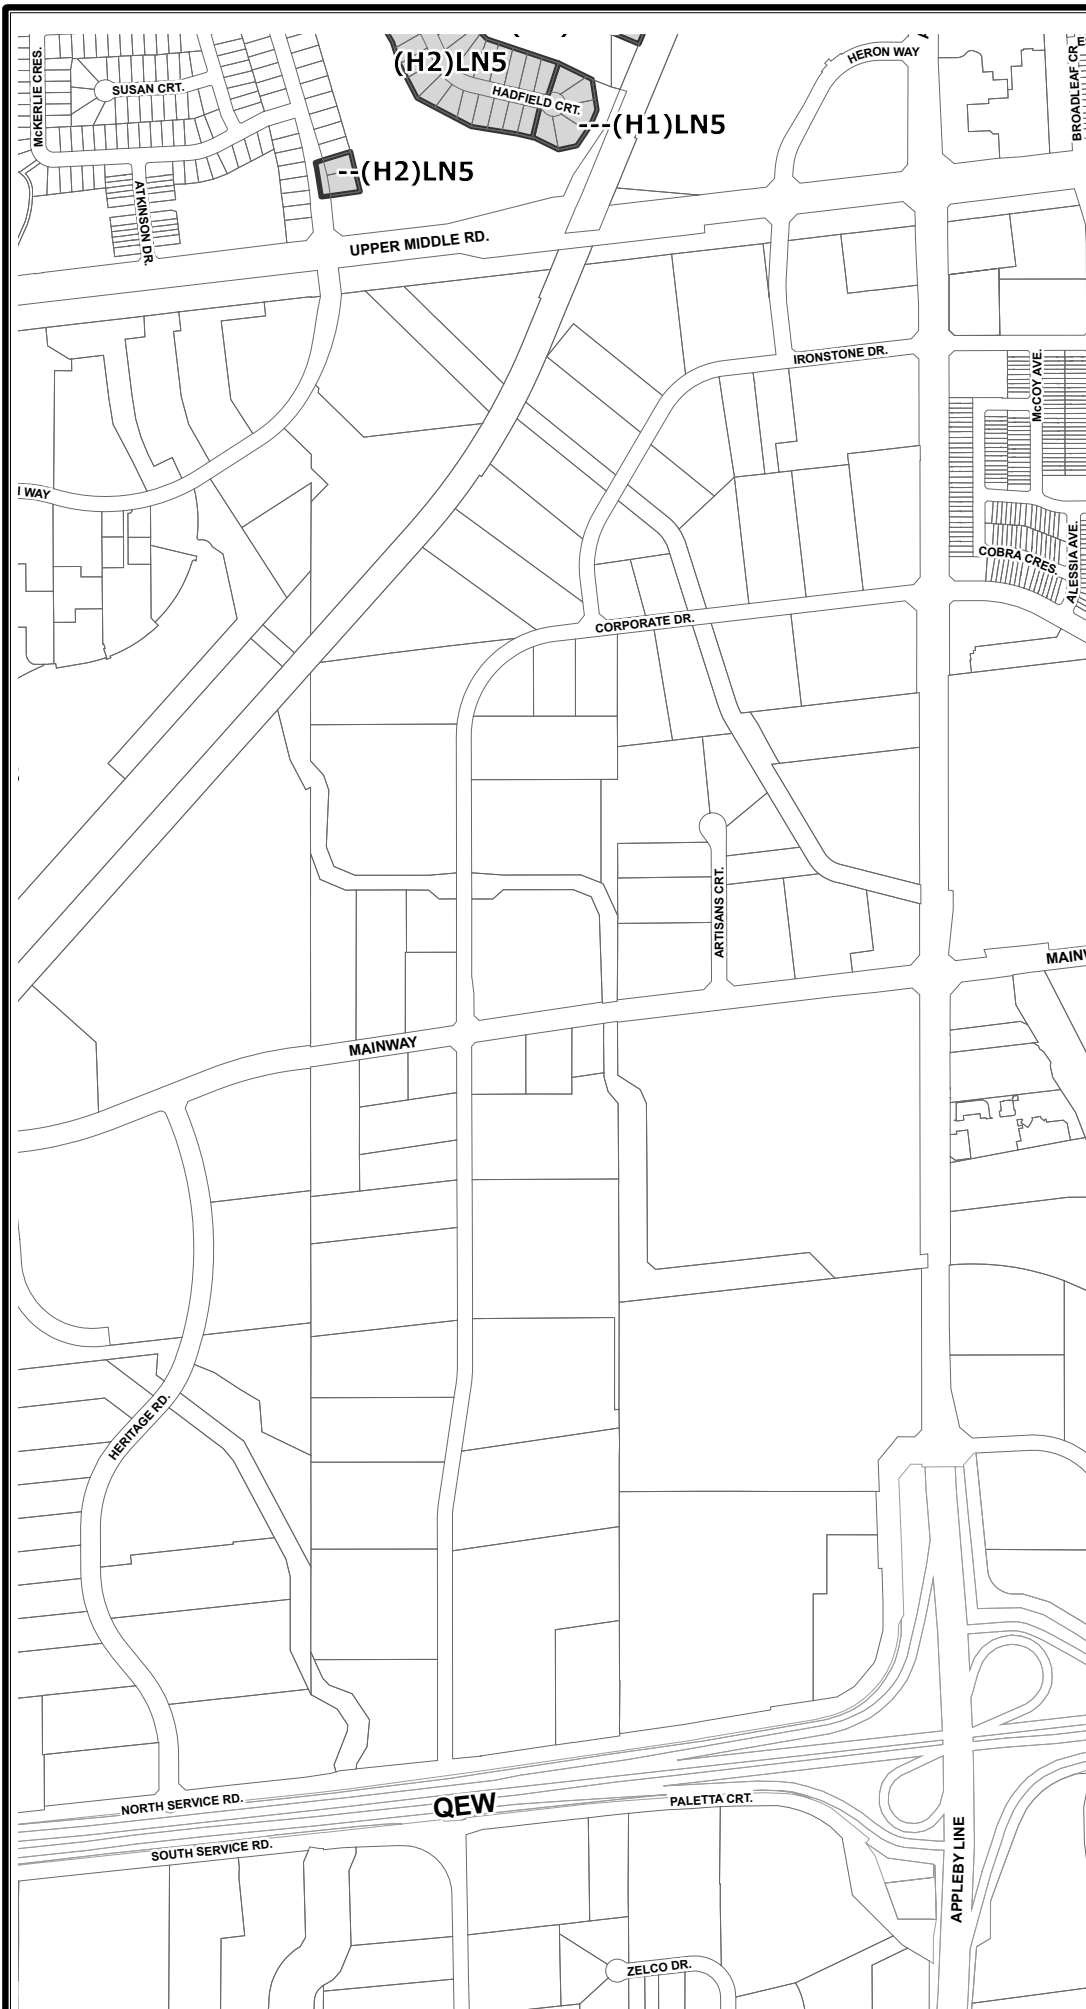 McKERLIE CRES.
SUSAN CRT.
(H2)LN5
HADFIELD CRT.
---(H1)LN5
HERON WAY
BROADLEAF CR
--(H2)LN5
ATKINSON DR.
UPPER MIDDLE RD.
IRONSTONE DR.
McCOY AVE.
WAY
COBRA CRES.
ALESSIA AVE.
CORPORATE DR.
ARTISANS CRT.
MAINW
MAINWAY
HERITAGE RD.
NORTH SERVICE RD.
QEW
PALETTA CRT.
SOUTH SERVICE RD.
APPLEBY LINE
ZELCO DR.